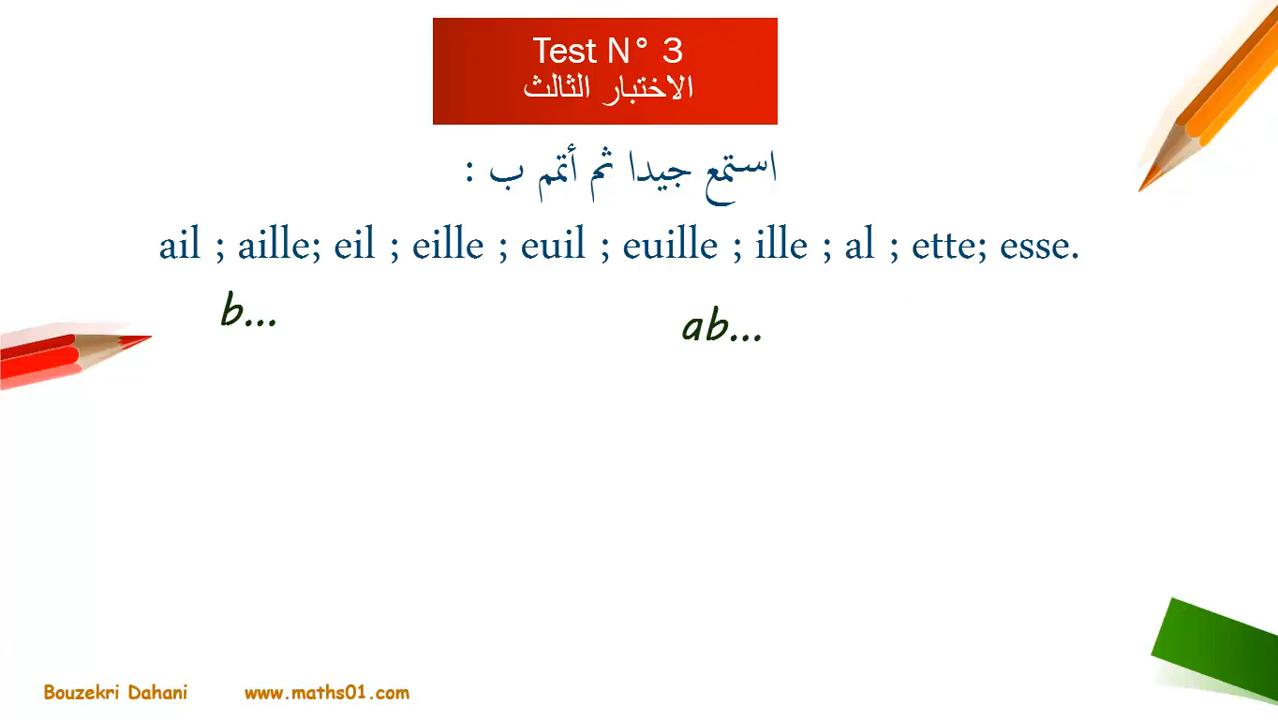 Test N° 3
الاختبار الثالث
استمع جيدا ثم أتمم ب :
ail ; aille; eil ; eille ; euil ; euille ; ille ; al ; ette; esse.
b...
ab...
Bouzekri Dahani www.maths01.com